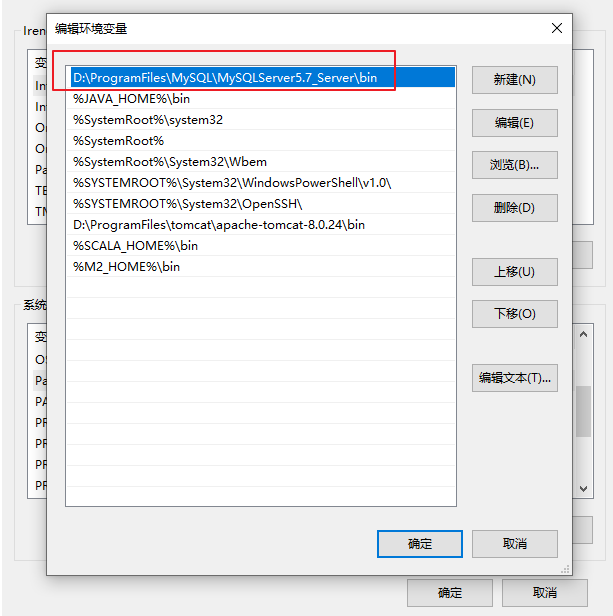 Iren
编辑环境变量
变
In
In
On
On
Pa
TE
TM
D:\ProgramFiles\MySQL\MySQLServer5.7_Server\bin
%JAVA_HOME%\bin
%SystemRoot%\system32
%SystemRoot%
%SystemRoot%\System32\Wbem
%SYSTEMROOT%\System32\WindowsPowerShell\v1.0\
%SYSTEMROOT%\System32\OpenSSH\
D:\ProgramFiles\tomcat\apache-tomcat-8.0.24\bin
%SCALA_HOME%\bin
%M2_HOME%\bin
新建(N)
编辑(E)
浏览(B)...
删除(D)
上移(U)
下移(O)
编辑文本(T)...
系统
变
OS
Pa
PA
PF
PF
PF
PF
确定
取消
确定
取消